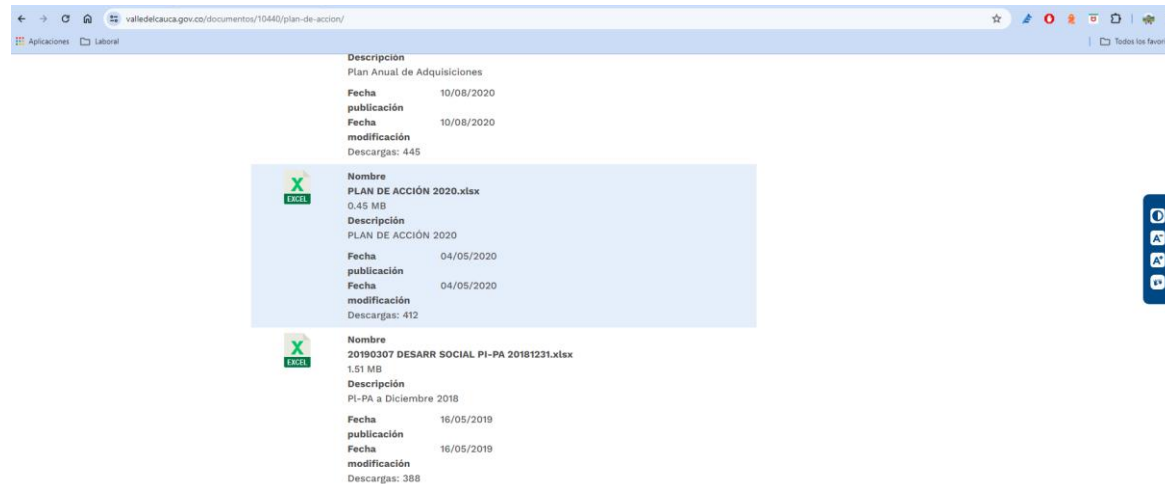 valledelcauca.gov.co/documentos/10440/plan-de-accion/
Aplicaciones
Laboral
Todos los favori
Descripción
Plan Anual de Adquisiciones
Fecha publicación 10/08/2020
Fecha modificación 10/08/2020
Descargas: 445
EXCEL
Nombre
PLAN DE ACCIÓN 2020.xlsx
0.45 MB
Descripción
PLAN DE ACCIÓN 2020
Fecha publicación 04/05/2020
Fecha modificación 04/05/2020
Descargas: 412
EXCEL
Nombre
20190307 DESARR SOCIAL PI-PA 20181231.xlsx
1.51 MB
Descripción
PI-PA a Diciembre 2018
Fecha publicación 16/05/2019
Fecha modificación 16/05/2019
Descargas: 388
A-
A+